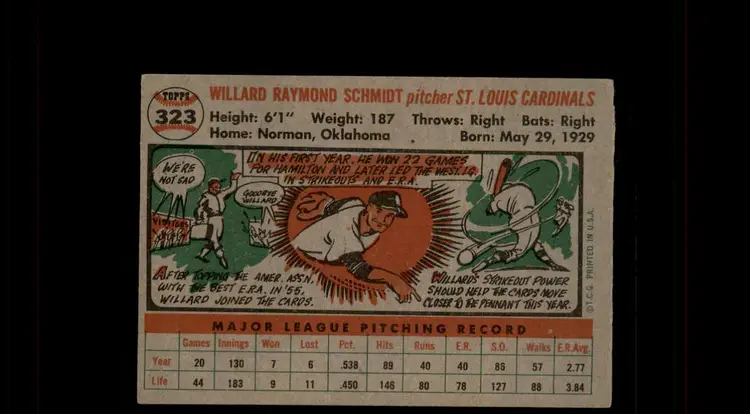 TOPPS
323
WILLARD RAYMOND SCHMIDT pitcher ST. LOUIS CARDINALS
Height: 6'1" Weight: 187 Throws: Right Bats: Right
Home: Norman, Oklahoma Born: May 29, 1929
WE'RE
NOT SAD
VISITORS
GOODBYE
WILLARD
IN HIS FIRST YEAR, HE WON 22 GAMES
FOR HAMILTON AND LATER LED THE WEST. LG.
IN STRIKEOUTS AND E.R.A.
AFTER TOPPING THE AMER. ASSN.
WITH THE BEST E.R.A. IN '55,
WILLARD JOINED THE CARDS.
WILLARD'S STRIKEOUT POWER
SHOULD HELP THE CARDS MOVE
CLOSER TO THE PENNANT THIS YEAR.
© T.C.G. PRINTED IN U.S.A.
MAJOR LEAGUE PITCHING RECORD
Games Innings Won Lost Pct. Hits Runs E.R. S.O. Walks E.R.Avg.
Year 20 130 7 6 .538 89 40 40 86 57 2.77
Life 44 183 9 11 .450 146 80 78 127 88 3.84